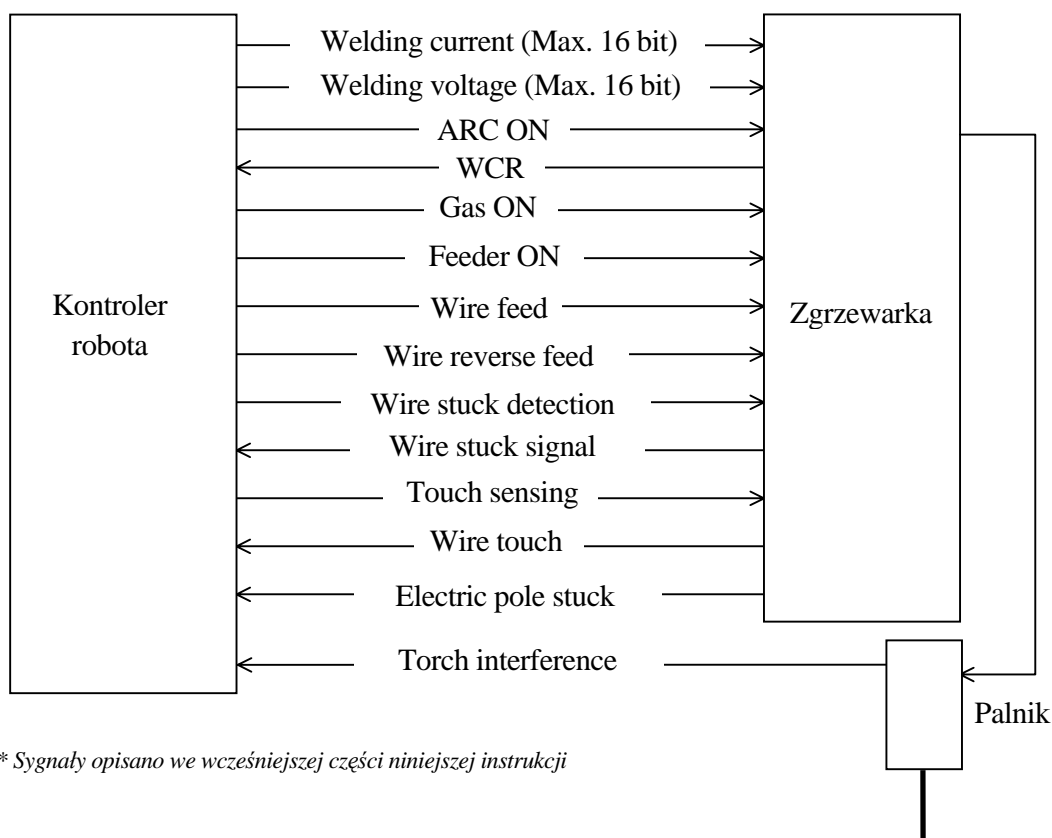 Welding current (Max. 16 bit)
Welding voltage (Max. 16 bit)
ARC ON
WCR
Gas ON
Feeder ON
Kontroler
robota
Wire feed
Zgrzewarka
Wire reverse feed
Wire stuck detection
Wire stuck signal
Touch sensing
Wire touch
Electric pole stuck
Torch interference
Palnik
* Sygnały opisano we wcześniejszej części niniejszej instrukcji